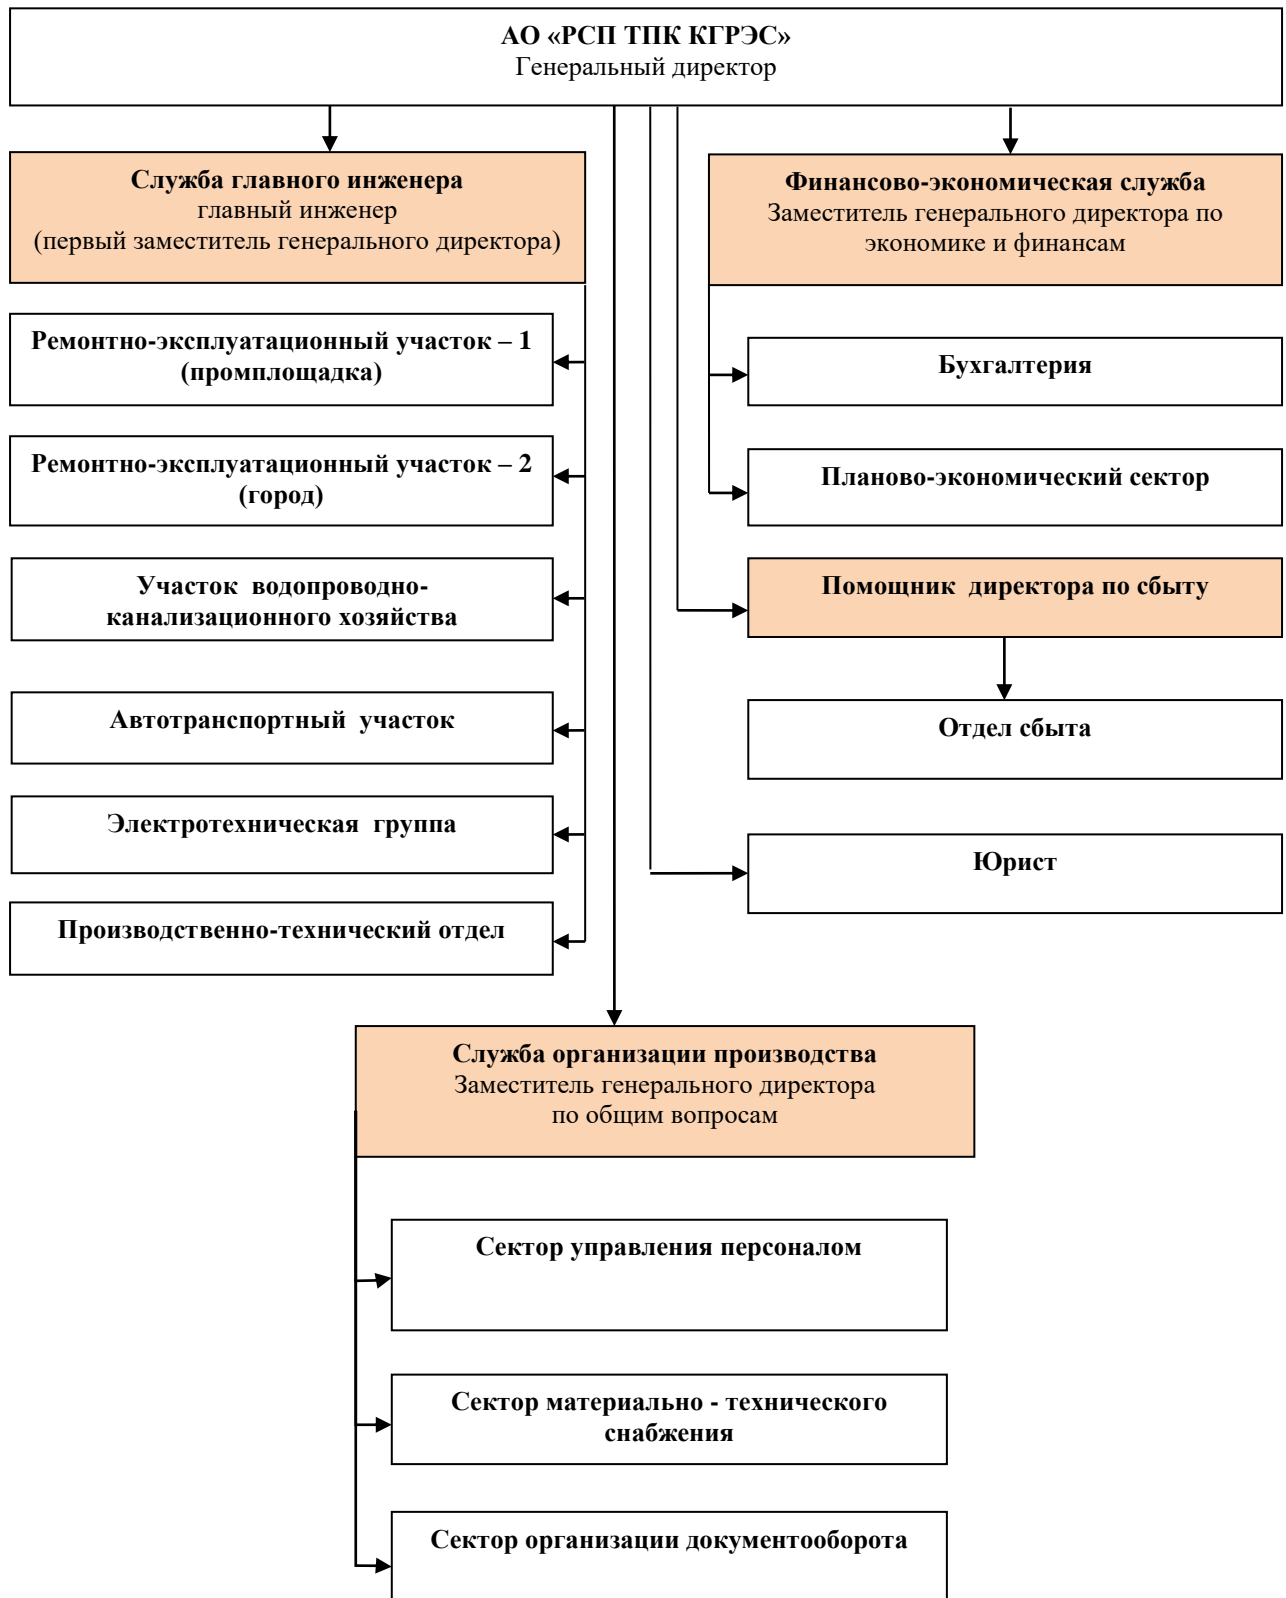 АО «РСП ТПК КГРЭС»
Генеральный директор
Служба главного инженера
главный инженер
(первый заместитель генерального директора)
Ремонтно-эксплуатационный участок – 1
(промплощадка)
Ремонтно-эксплуатационный участок – 2
(город)
Участок водопроводно-
канализационного хозяйства
Автотранспортный участок
Электротехническая группа
Производственно-технический отдел
Финансово-экономическая служба
Заместитель генерального директора по
экономике и финансам
Бухгалтерия
Планово-экономический сектор
Помощник директора по сбыту
Отдел сбыта
Юрист
Служба организации производства
Заместитель генерального директора
по общим вопросам
Сектор управления персоналом
Сектор материально - технического
снабжения
Сектор организации документооборота